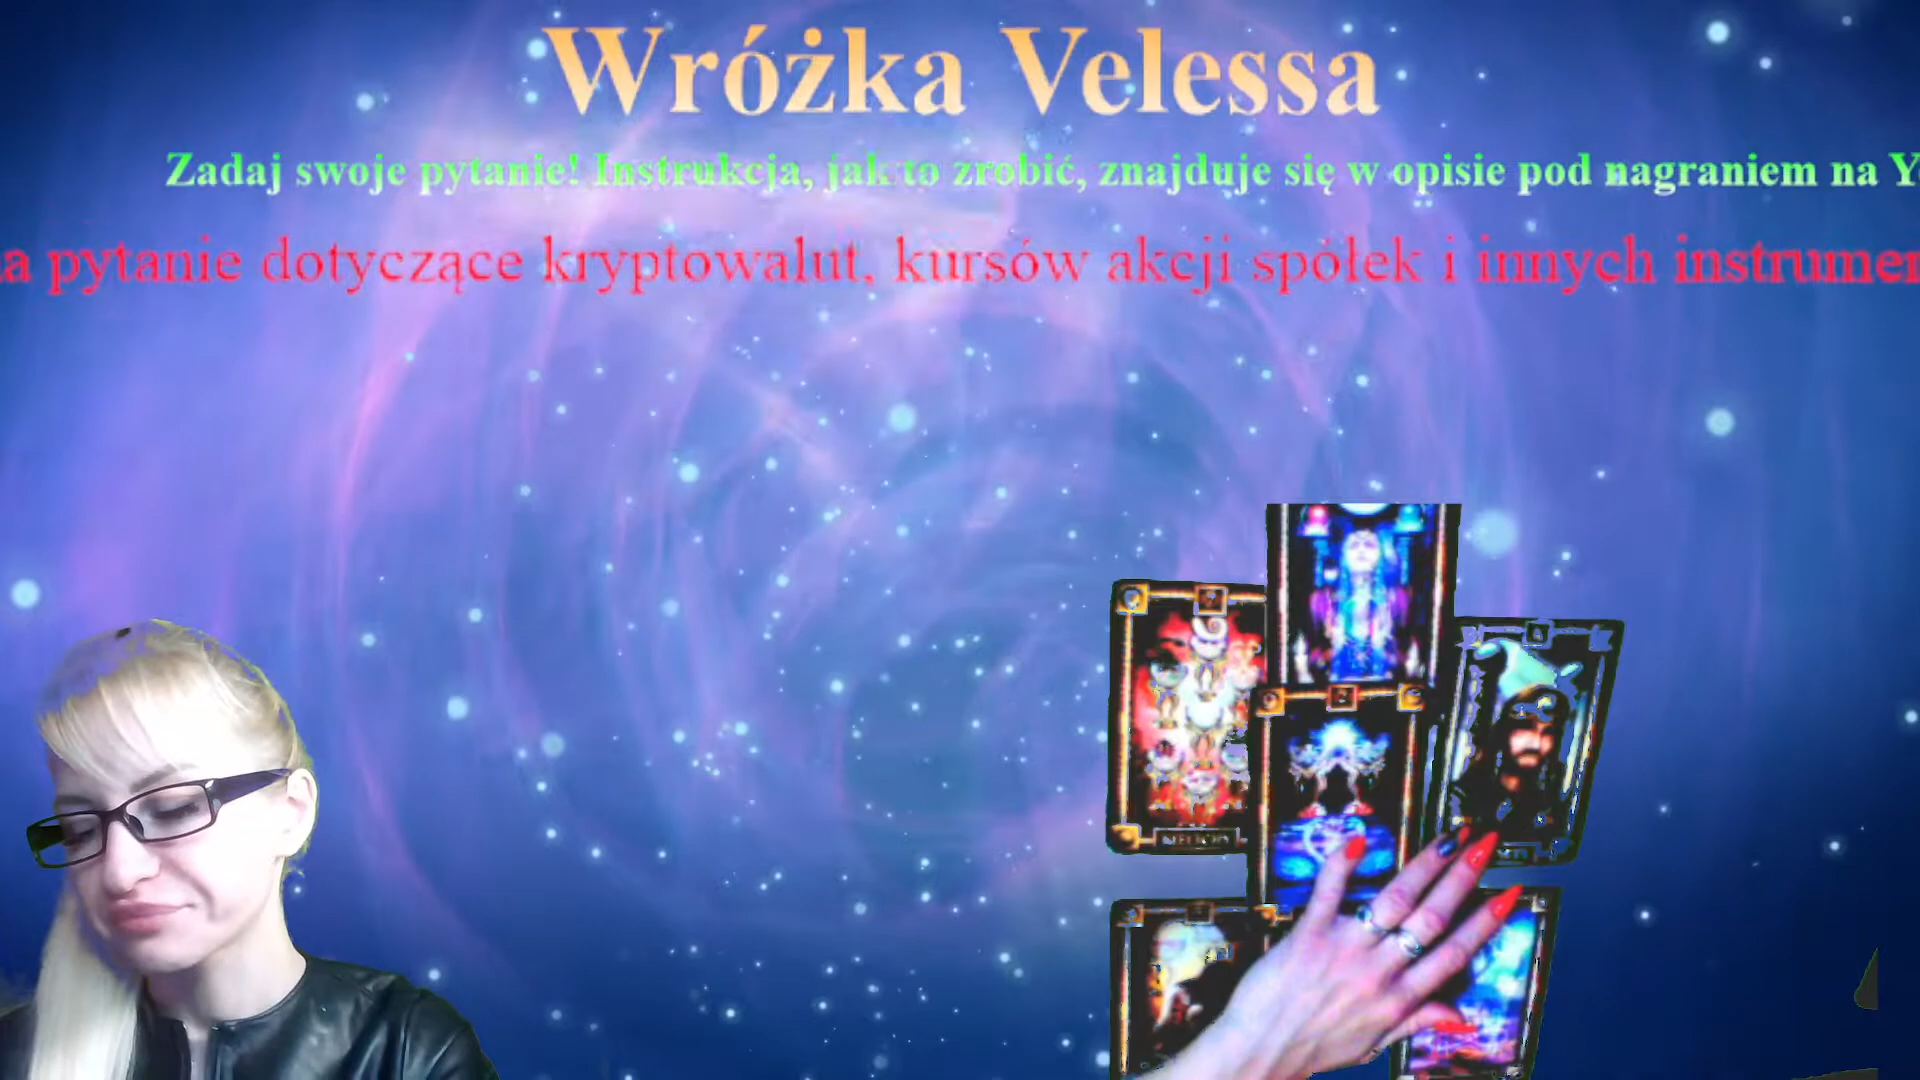 Wróżka Velessa
Zadaj swoje pytanie! Instrukcja, jak to zrobić, znajduje się w opisie pod nagraniem na Y
a pytanie dotyczące kryptowalut, kursów akcji spółek i innych instrumen